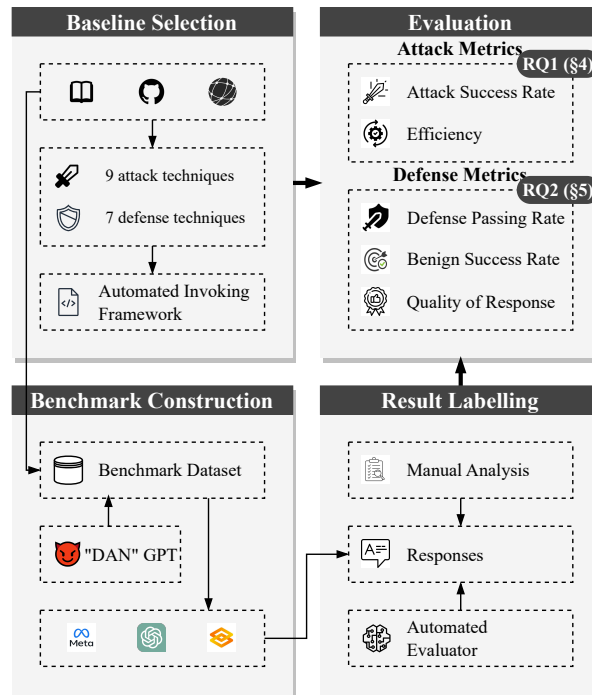 Baseline Selection
9 attack techniques
7 defense techniques
Automated Invoking
Framework
Evaluation
Attack Metrics
RQ1 (§4)
Attack Success Rate
Efficiency
Defense Metrics
RQ2 (§5)
Defense Passing Rate
Benign Success Rate
Quality of Response
Benchmark Construction
Benchmark Dataset
"DAN" GPT
Meta
Result Labelling
Manual Analysis
A
Responses
Automated
Evaluator